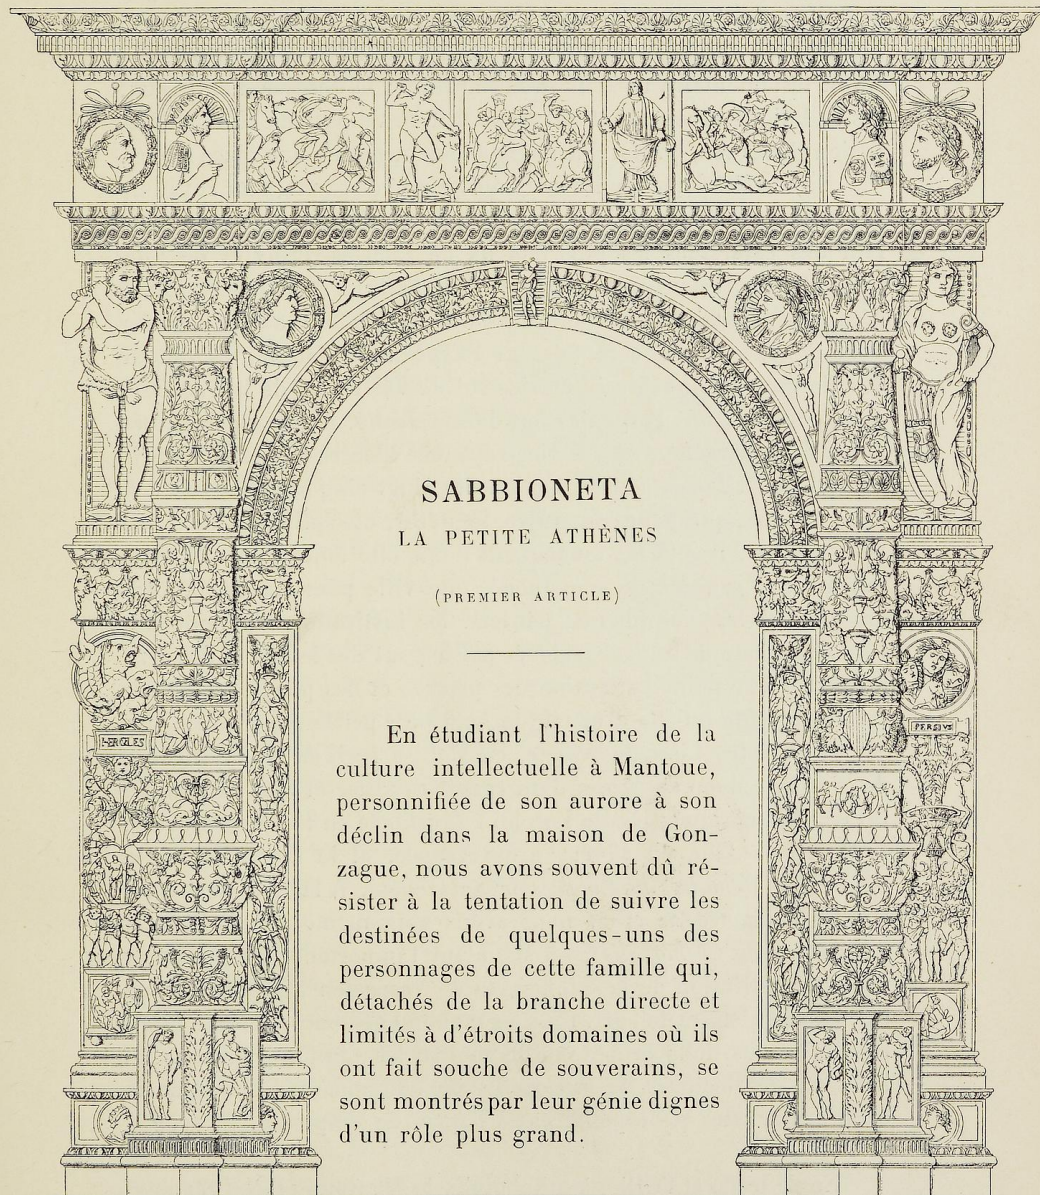 SABBIONETA
LA PETITE ATHÈNES
(PREMIER ARTICLE)
HERCVLES
PERSEVS
En étudiant l'histoire de la
culture intellectuelle à Mantoue,
personnifiée de son aurore à son
déclin dans la maison de Gon-
zague, nous avons souvent dû ré-
sister à la tentation de suivre les
destinées de quelques-uns des
personnages de cette famille qui,
détachés de la branche directe et
limités à d'étroits domaines où ils
ont fait souche de souverains, se
sont montrés par leur génie dignes
d'un rôle plus grand.